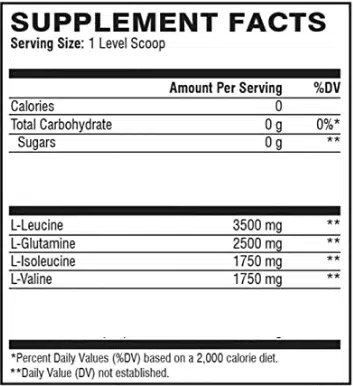 SUPPLEMENT FACTS
Serving Size: 1 Level Scoop
Amount Per Serving %DV
Calories 0
Total Carbohydrate 0 g 0%*
Sugars 0 g **
L-Leucine 3500 mg **
L-Glutamine 2500 mg **
L-Isoleucine 1750 mg **
L-Valine 1750 mg **
*Percent Daily Values (%DV) based on a 2,000 calorie diet.
**Daily Value (DV) not established.